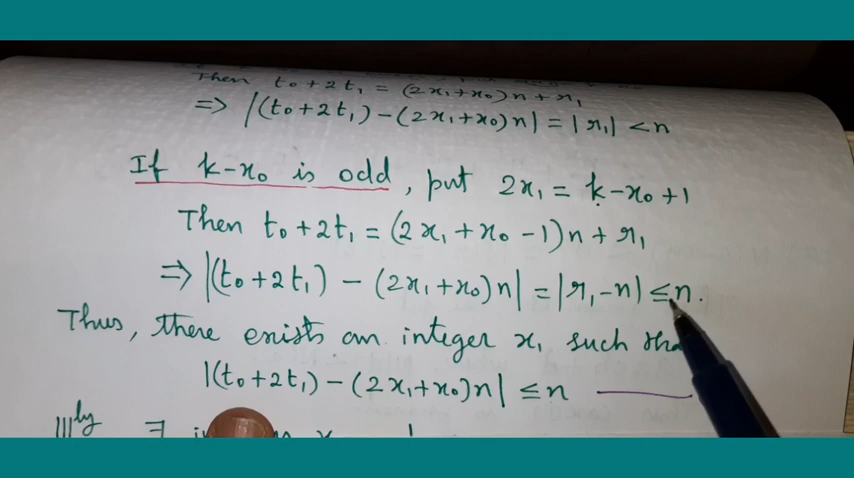 Then t₀+2t₁ = (2x₁+x₀)n+r₁
=> |(t₀+2t₁)-(2x₁+x₀)n| = |r₁| < n
If k-x₀ is odd, put 2x₁ = k-x₀+1
Then t₀+2t₁ = (2x₁+x₀-1)n+r₁
=> |(t₀+2t₁) - (2x₁+x₀)n| = |r₁-n| ≤ n.
Thus, there exists an integer x₁ such
|(t₀+2t₁)-(2x₁+x₀)n| ≤ n
|||ly ∃